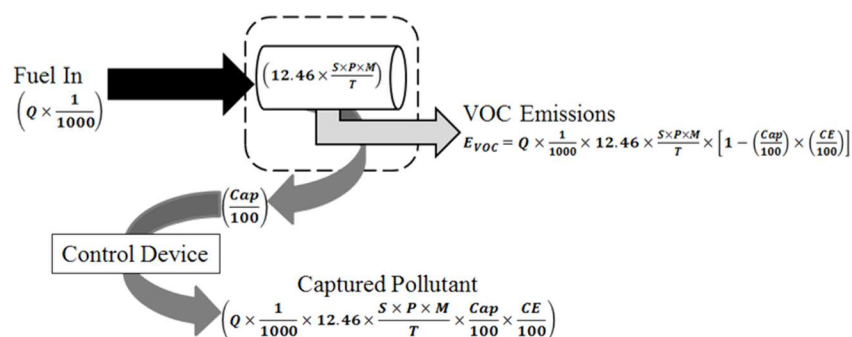 Fuel In
(Q × 1/1000)
(12.46 × S×P×M/T)
VOC Emissions
E_VOC = Q × 1/1000 × 12.46 × S×P×M/T × [1 − (Cap/100) × (CE/100)]
(Cap/100)
Control Device
Captured Pollutant
(Q × 1/1000 × 12.46 × S × P × M/T × Cap/100 × CE/100)